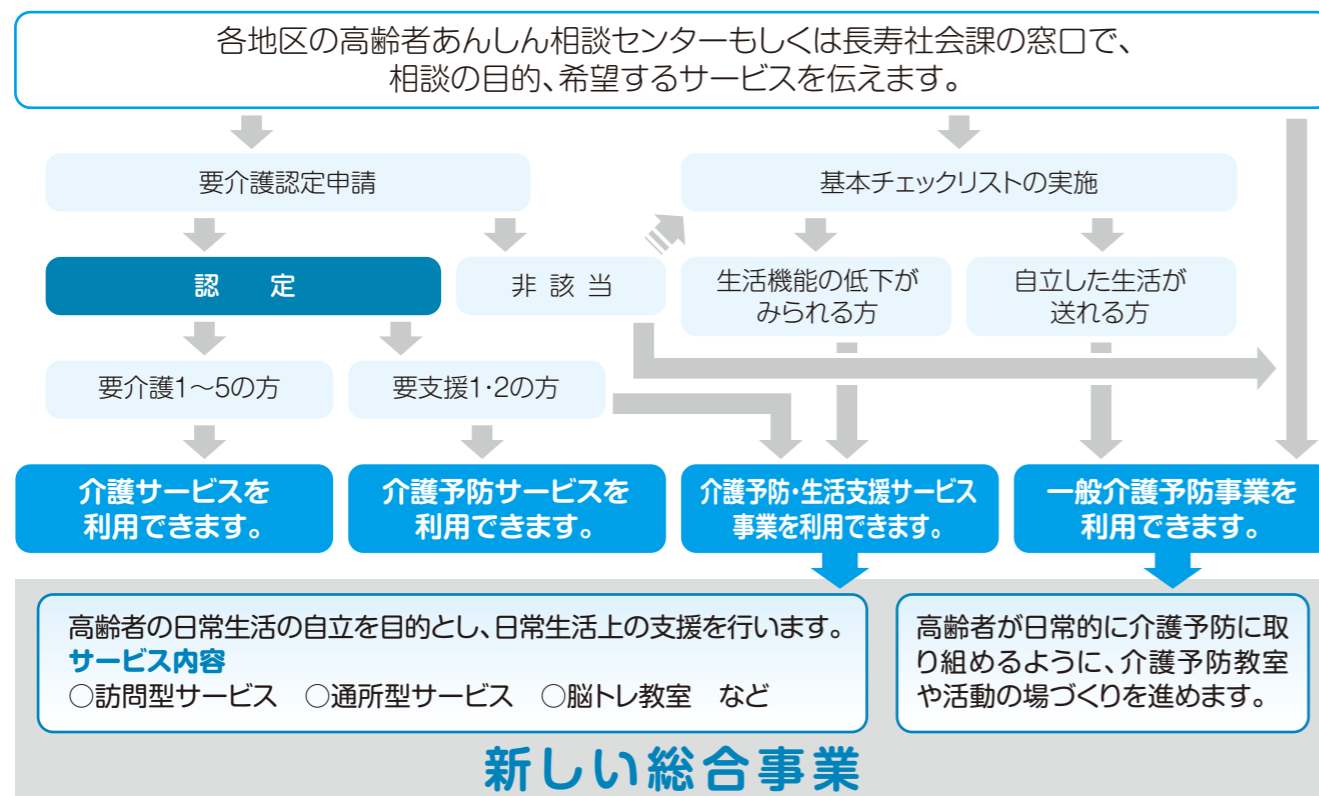 各地区の高齢者あんしん相談センターもしくは長寿社会課の窓口で、
相談の目的、希望するサービスを伝えます。
要介護認定申請
基本チェックリストの実施
認　定
非 該 当
生活機能の低下が
みられる方
自立した生活が
送れる方
要介護1～5の方
要支援1・2の方
介護サービスを
利用できます。
介護予防サービスを
利用できます。
介護予防・生活支援サービス
事業を利用できます。
一般介護予防事業を
利用できます。
高齢者の日常生活の自立を目的とし、日常生活上の支援を行います。
サービス内容
○訪問型サービス　○通所型サービス　○脳トレ教室　など
高齢者が日常的に介護予防に取
り組めるように、介護予防教室
や活動の場づくりを進めます。
新しい総合事業